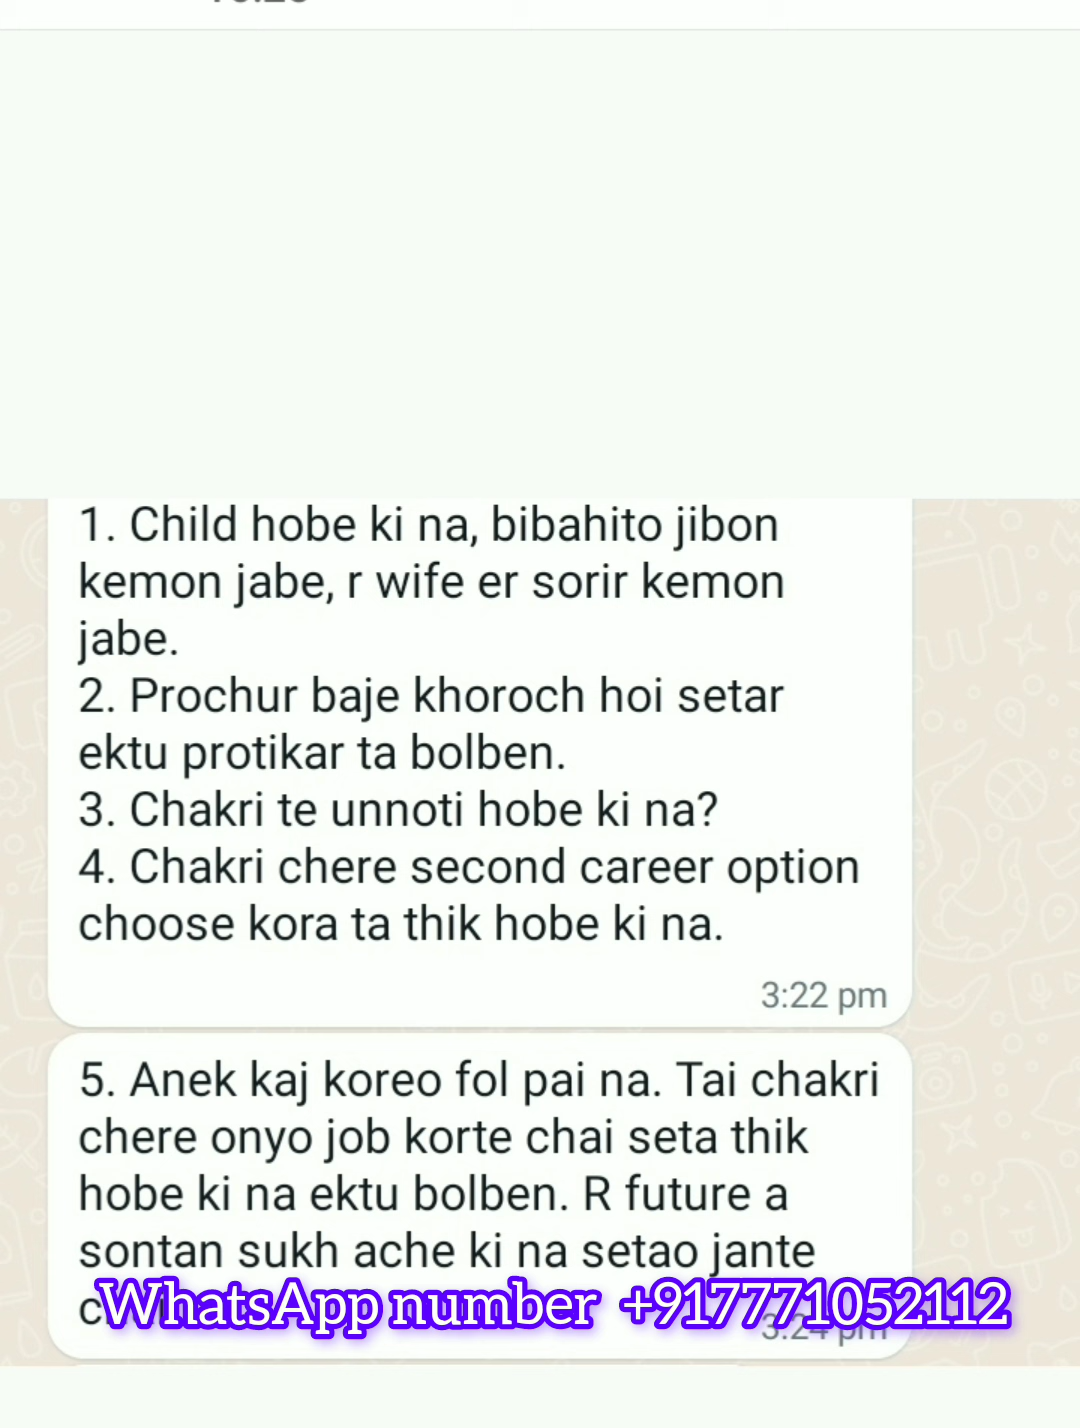 1. Child hobe ki na, bibahito jibon
kemon jabe, r wife er sorir kemon
jabe.
2. Prochur baje khoroch hoi setar
ektu protikar ta bolben.
3. Chakri te unnoti hobe ki na?
4. Chakri chere second career option
choose kora ta thik hobe ki na.
3:22 pm
5. Anek kaj koreo fol pai na. Tai chakri
chere onyo job korte chai seta thik
hobe ki na ektu bolben. R future a
sontan sukh ache ki na setao jante
WhatsApp number +917771052112
3:24 pm